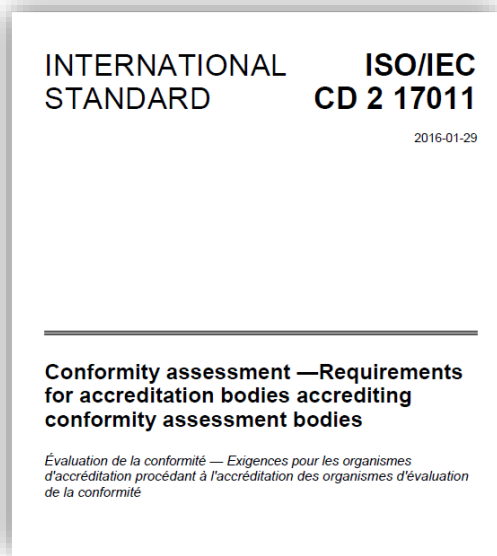 INTERNATIONAL STANDARD
ISO/IEC CD 2 17011
2016-01-29
Conformity assessment —Requirements
for accreditation bodies accrediting
conformity assessment bodies
Évaluation de la conformité — Exigences pour les organismes
d'accréditation procédant à l'accréditation des organismes d'évaluation
de la conformité